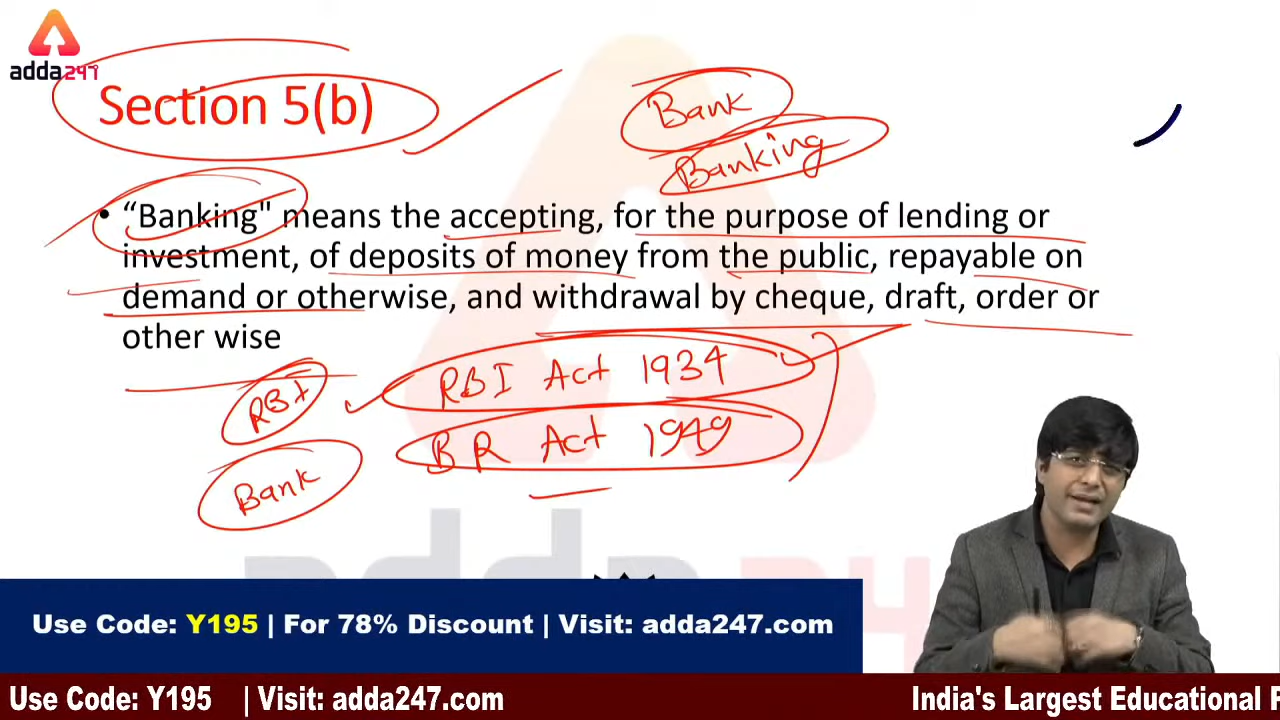 adda247
Section 5(b)
Bank
Banking
• “Banking" means the accepting, for the purpose of lending or
investment, of deposits of money from the public, repayable on
demand or otherwise, and withdrawal by cheque, draft, order or
other wise
RBI Act 1934
RBI
BR Act 1949
Bank
adda247
Use Code: Y195 | For 78% Discount | Visit: adda247.com
Use Code: Y195 | Visit: adda247.com
India's Largest Educational